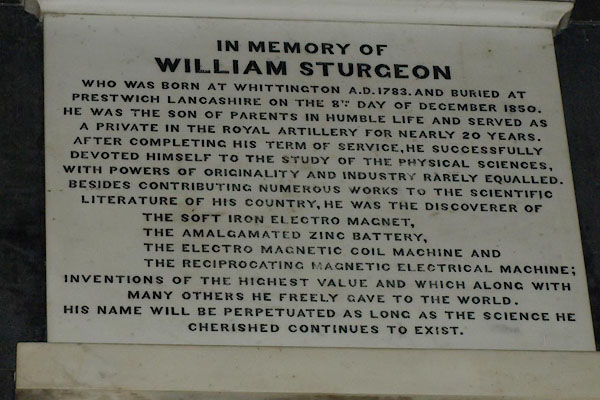 IN MEMORY OF
WILLIAM STURGEON
WHO WAS BORN AT WHITTINGTON A.D.1783. AND BURIED AT
PRESTWICH LANCASHIRE ON THE 8TH DAY OF DECEMBER 1850.
HE WAS THE SON OF PARENTS IN HUMBLE LIFE AND SERVED AS
A PRIVATE IN THE ROYAL ARTILLERY FOR NEARLY 20 YEARS.
AFTER COMPLETING HIS TERM OF SERVICE, HE SUCCESSFULLY
DEVOTED HIMSELF TO THE STUDY OF THE PHYSICAL SCIENCES,
WITH POWERS OF ORIGINALITY AND INDUSTRY RARELY EQUALLED.
BESIDES CONTRIBUTING NUMEROUS WORKS TO THE SCIENTIFIC
LITERATURE OF HIS COUNTRY, HE WAS THE DISCOVERER OF
THE SOFT IRON ELECTRO MAGNET,
THE AMALGAMATED ZINC BATTERY,
THE ELECTRO MAGNETIC COIL MACHINE AND
THE RECIPROCATING MAGNETIC ELECTRICAL MACHINE;
INVENTIONS OF THE HIGHEST VALUE AND WHICH ALONG WITH
MANY OTHERS HE FREELY GAVE TO THE WORLD.
HIS NAME WILL BE PERPETUATED AS LONG AS THE SCIENCE HE
CHERISHED CONTINUES TO EXIST.